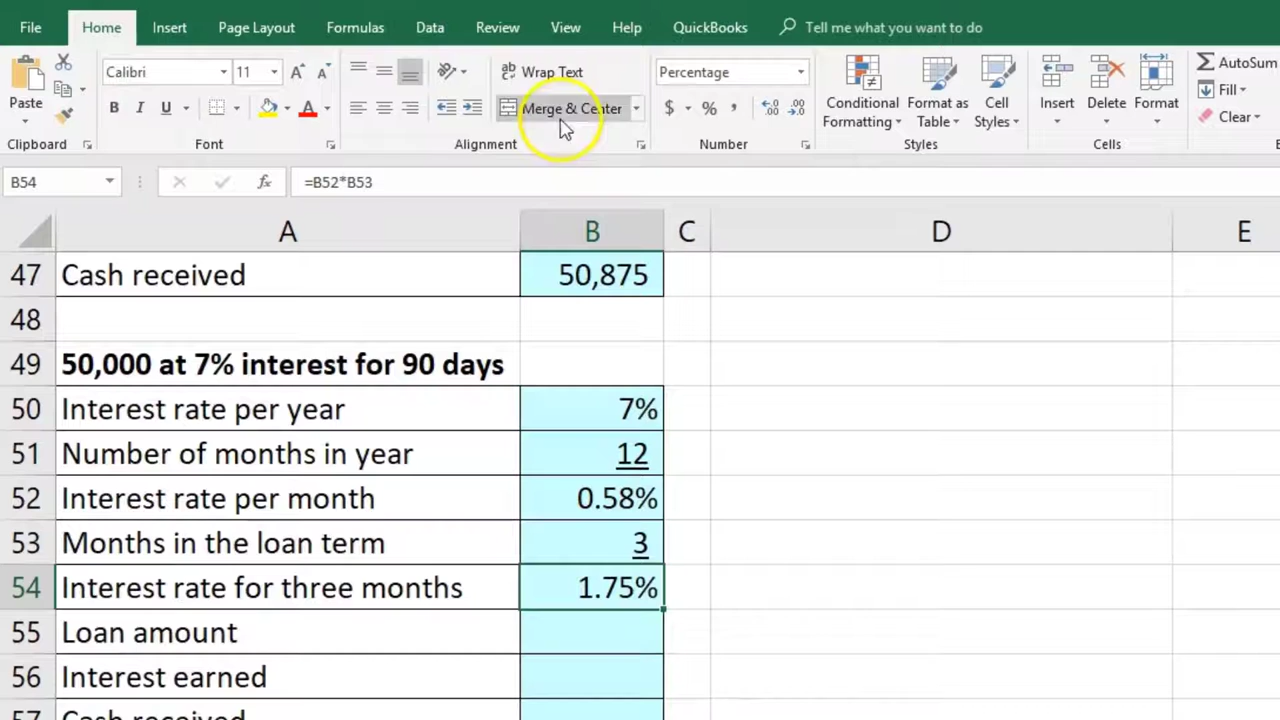 File Home Insert Page Layout Formulas Data Review View Help QuickBooks Tell me what you want to do
Paste
Clipboard
Calibri 11 A A
B I U A
Font
ab Wrap Text
Merge & Center
Alignment
Percentage
$ % ,
Number
Conditional Formatting
Format as Table
Cell Styles
Styles
Insert Delete Format
Cells
AutoSum
Fill
Clear
B54 fx =B52*B53
A B C D E
47 Cash received 50,875
48
49 50,000 at 7% interest for 90 days
50 Interest rate per year 7%
51 Number of months in year 12
52 Interest rate per month 0.58%
53 Months in the loan term 3
54 Interest rate for three months 1.75%
55 Loan amount
56 Interest earned
57 Cash received